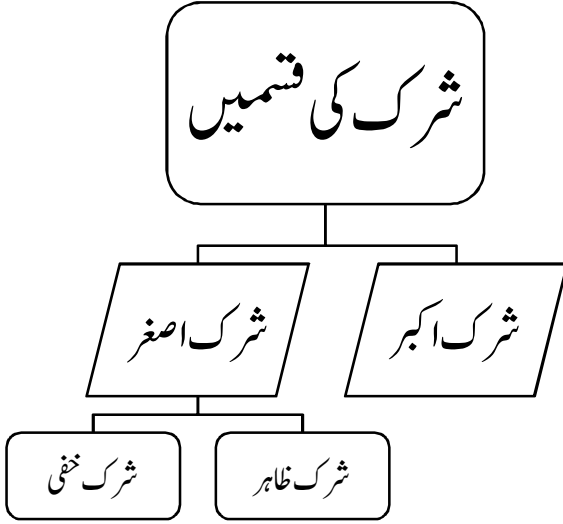 شرک کی قسمیں
شرک اکبر
شرک اصغر
شرک ظاہر
شرک خفی